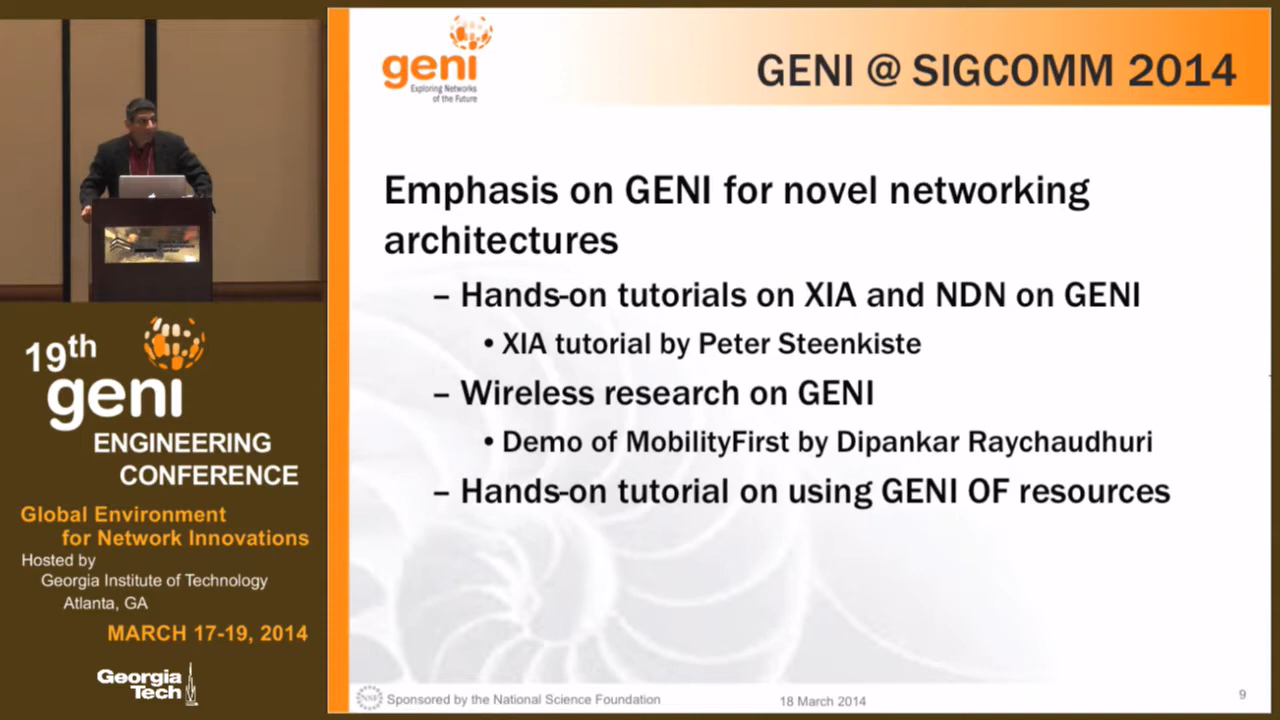 geni
Exploring Networks
of the Future
GENI @ SIGCOMM 2014
Emphasis on GENI for novel networking
architectures
– Hands-on tutorials on XIA and NDN on GENI
• XIA tutorial by Peter Steenkiste
– Wireless research on GENI
• Demo of MobilityFirst by Dipankar Raychaudhuri
– Hands-on tutorial on using GENI OF resources
Sponsored by the National Science Foundation
18 March 2014
9
19th
geni
ENGINEERING
CONFERENCE
Global Environment
for Network Innovations
Hosted by
Georgia Institute of Technology
Atlanta, GA
MARCH 17-19, 2014
Georgia
Tech
NSF